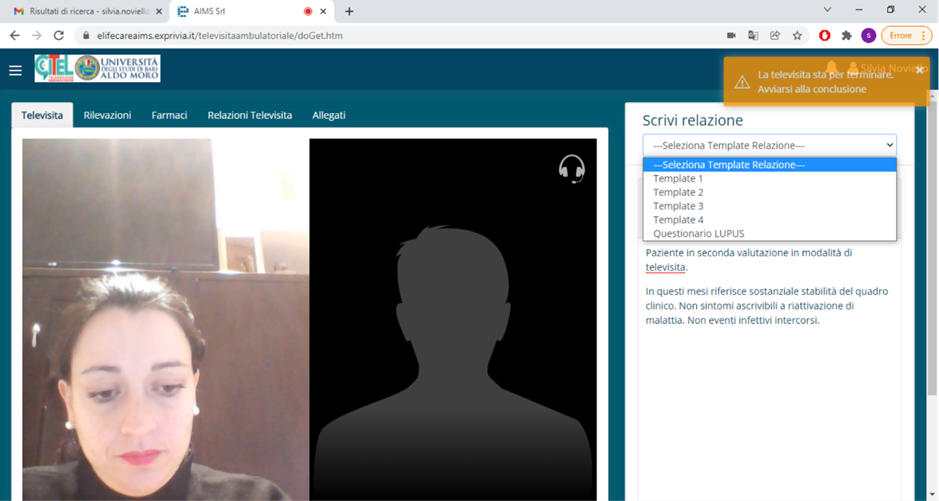 Risultati di ricerca - silvia.noviello
AIMS Srl
elifecareaims.exprivia.it/televisitaambulatoriale/doGet.htm
S
Errore
CITEL
UNIVERSITÀ
DEGLI STUDI DI BARI
ALDO MORO
Silvia Noviello
La televisita sta per terminare.
Avviarsi alla conclusione
Televisita
Rilevazioni
Farmaci
Relazioni Televisita
Allegati
Scrivi relazione
---Seleziona Template Relazione---
---Seleziona Template Relazione---
Template 1
Template 2
Template 3
Template 4
Questionario LUPUS
Paziente in seconda valutazione in modalità di
televisita.
In questi mesi riferisce sostanziale stabilità del quadro
clinico. Non sintomi ascrivibili a riattivazione di
malattia. Non eventi infettivi intercorsi.